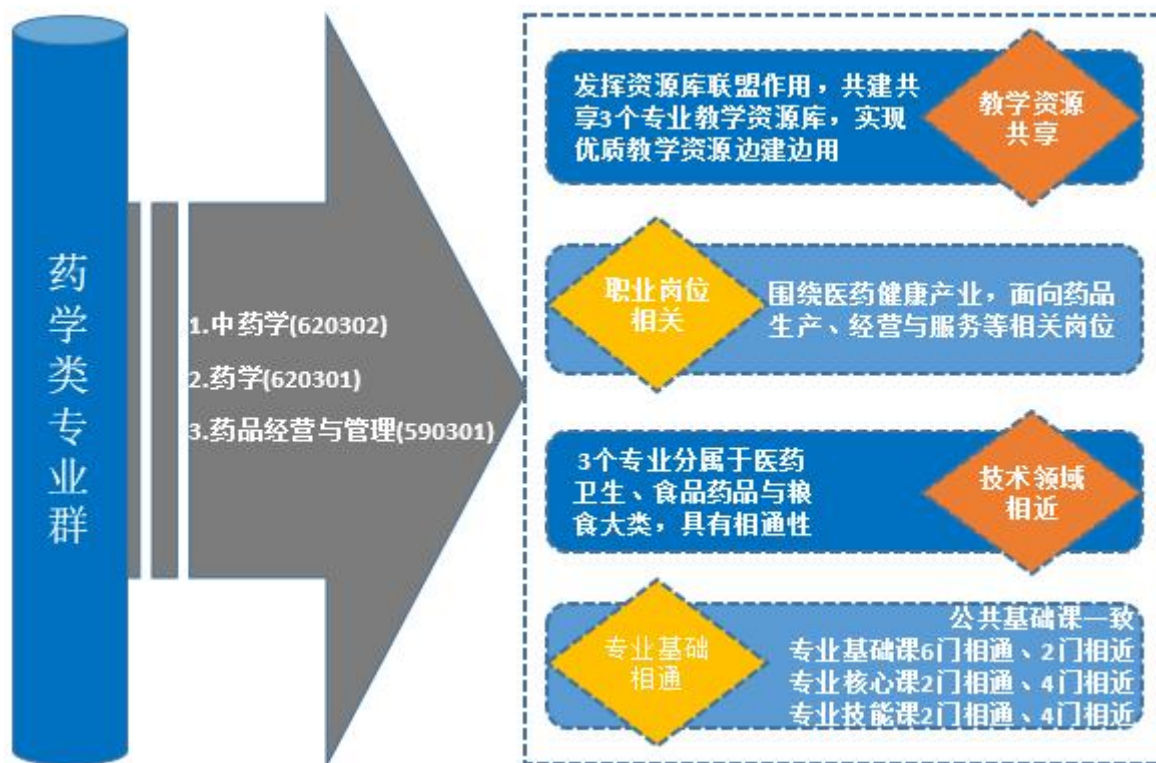 药学类专业群
1.中药学(620302)
2.药学(620301)
3.药品经营与管理(590301)
发挥资源库联盟作用，共建共
享3个专业教学资源库，实现
优质教学资源边建边用
教学资源
共享
职业岗位
相关
围绕医药健康产业，面向药品
生产、经营与服务等相关岗位
3个专业分属于医药
卫生、食品药品与粮
食大类，具有相通性
技术领域
相近
专业基础
相通
公共基础课一致
专业基础课6门相通、2门相近
专业核心课2门相通、4门相近
专业技能课2门相通、4门相近